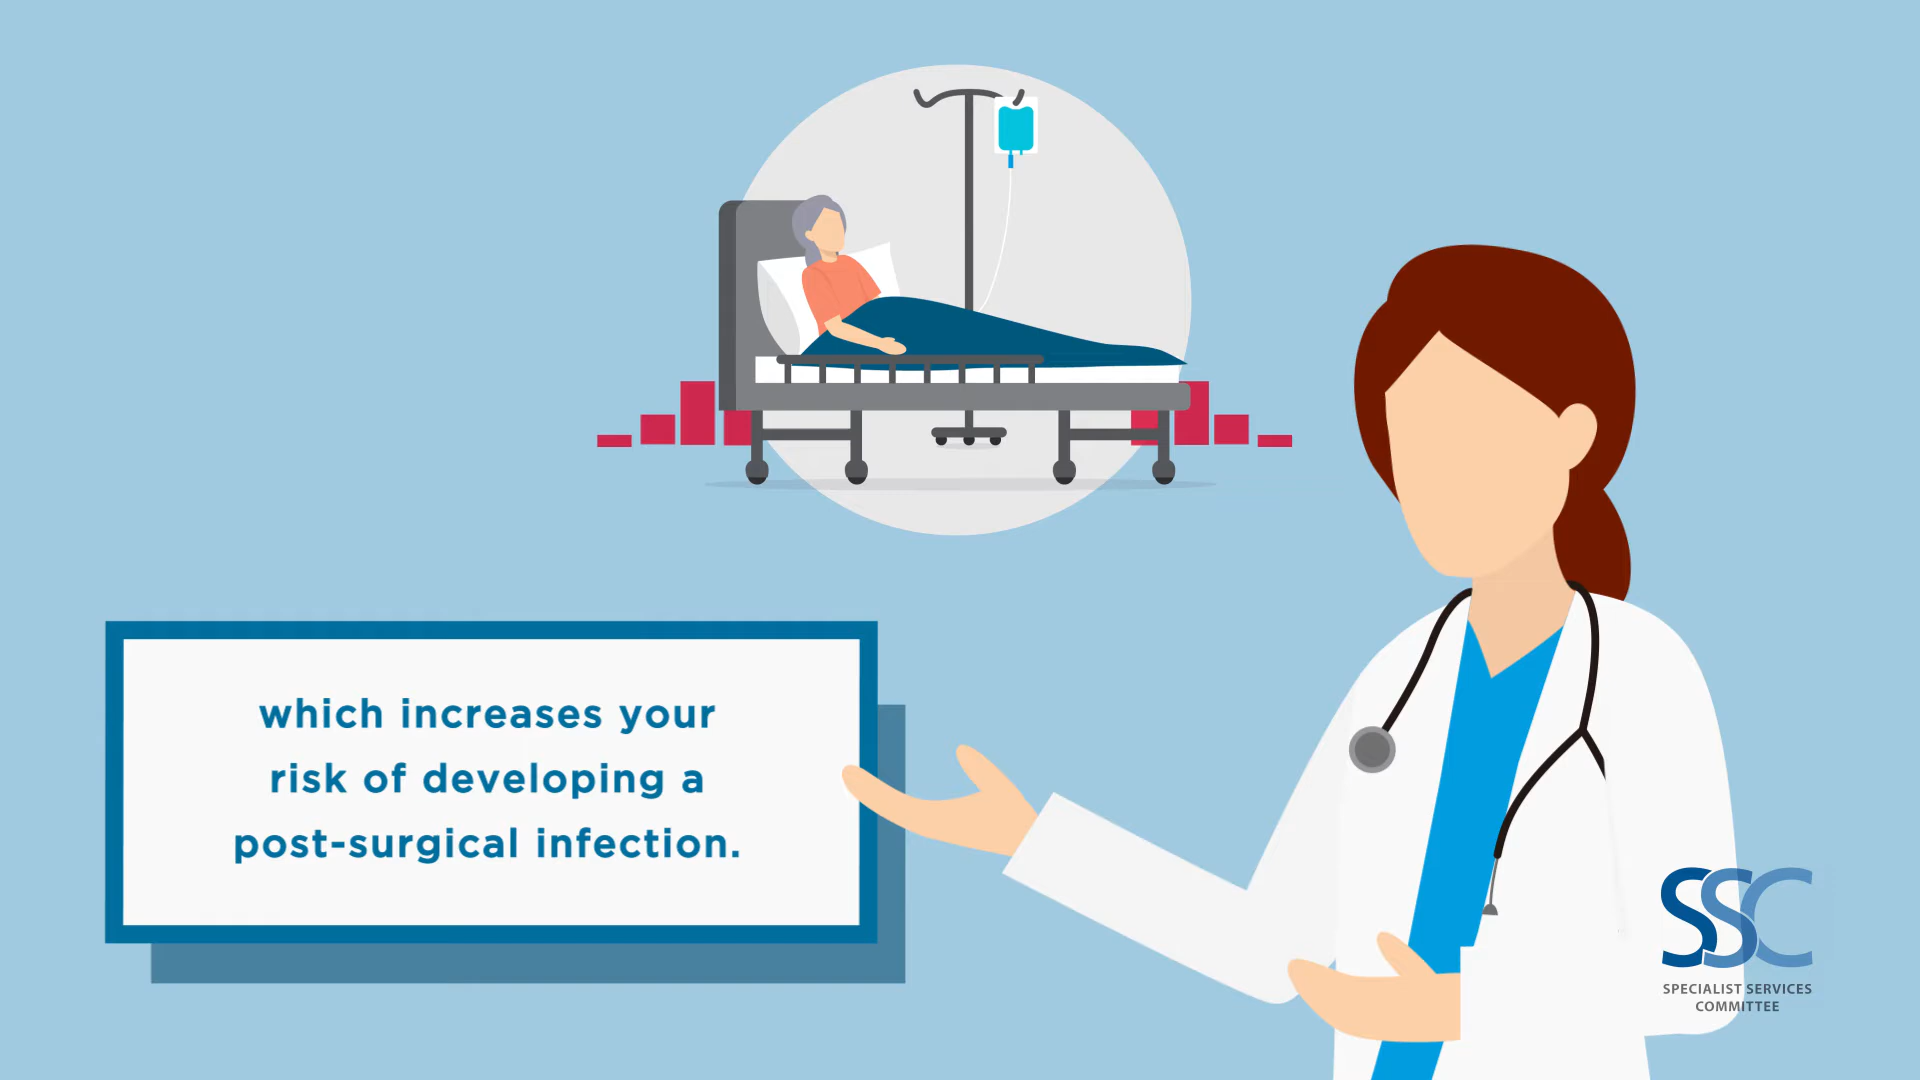 which increases your
risk of developing a
post-surgical infection.
SSC
SPECIALIST SERVICES
COMMITTEE